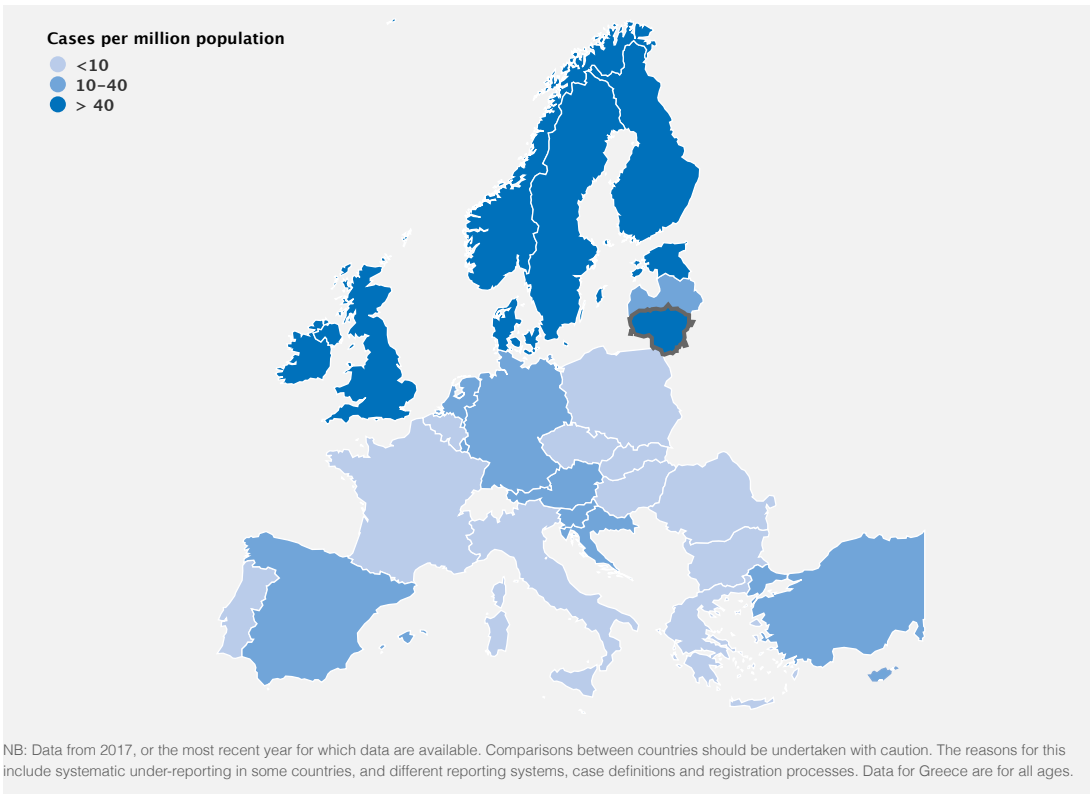 Cases per million population
<10
10–40
> 40
NB: Data from 2017, or the most recent year for which data are available. Comparisons between countries should be undertaken with caution. The reasons for this
include systematic under-reporting in some countries, and different reporting systems, case definitions and registration processes. Data for Greece are for all ages.